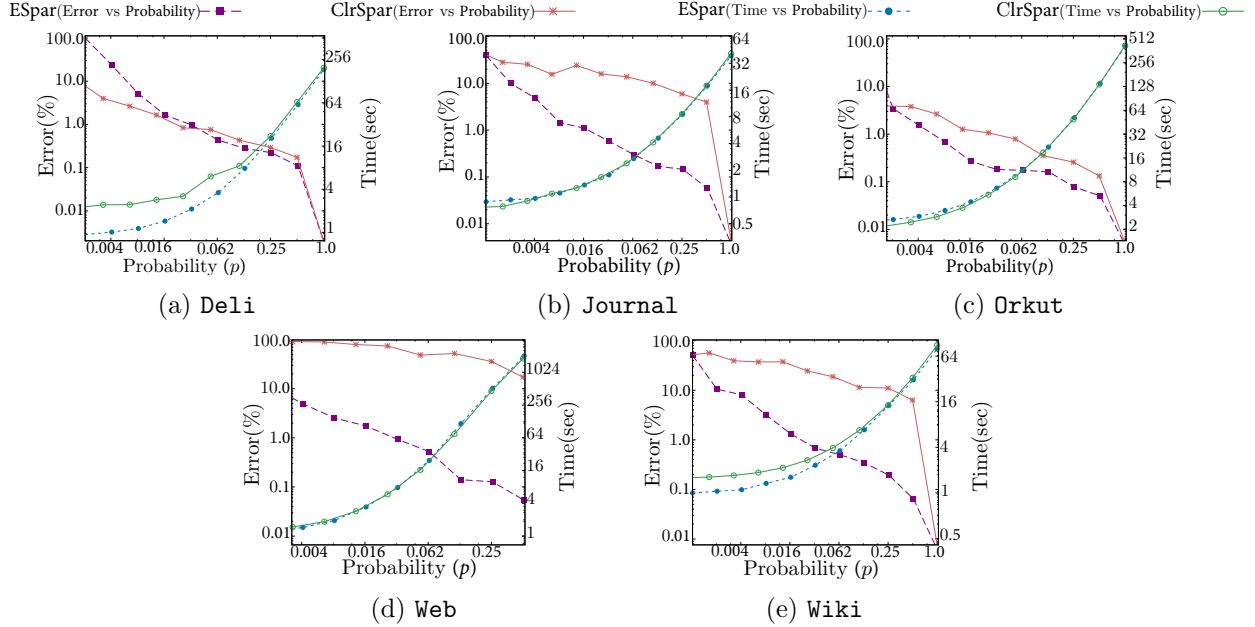 ESpar(Error vs Probability) ClrSpar(Error vs Probability) ESpar(Time vs Probability) ClrSpar(Time vs Probability)
100.0
10.0
1.0
0.1
0.01
Error(%)
256
64
16
4
1
Time(sec)
0.004 0.016 0.062 0.25 1.0
Probability (p)
(a) Deli
100.0
10.0
1.0
0.1
0.01
Error(%)
64
32
16
8
4
2
1
0.5
Time(sec)
0.004 0.016 0.062 0.25 1.0
Probability (p)
(b) Journal
100.0
10.0
1.0
0.1
0.01
Error(%)
512
256
128
64
32
16
8
4
2
Time(sec)
0.004 0.016 0.062 0.25 1.0
Probability(p)
(c) Orkut
100.0
10.0
1.0
0.1
0.01
Error(%)
1024
256
64
16
4
1
Time(sec)
0.004 0.016 0.062 0.25
Probability (p)
(d) Web
100.0
10.0
1.0
0.1
0.01
Error(%)
64
16
4
1
0.5
Time(sec)
0.004 0.016 0.062 0.25 1.0
Probability (p)
(e) Wiki